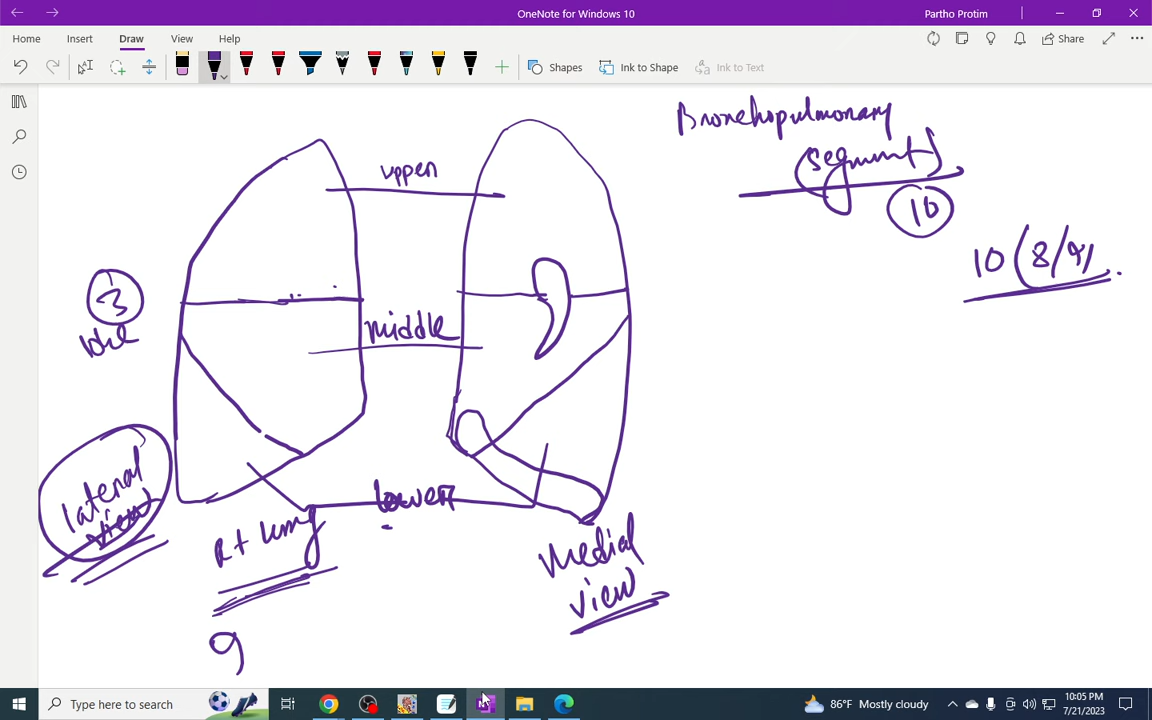 OneNote for Windows 10
Partho Protim
Home Insert Draw View Help
Share
Shapes Ink to Shape Ink to Text
Bronchopulmonary
(segment)
10
10 (8/9)
upper
3
lobe
middle
lateral
view
lower
Rt lung
medial
view
9
Type here to search
86°F Mostly cloudy
10:05 PM
7/21/2023